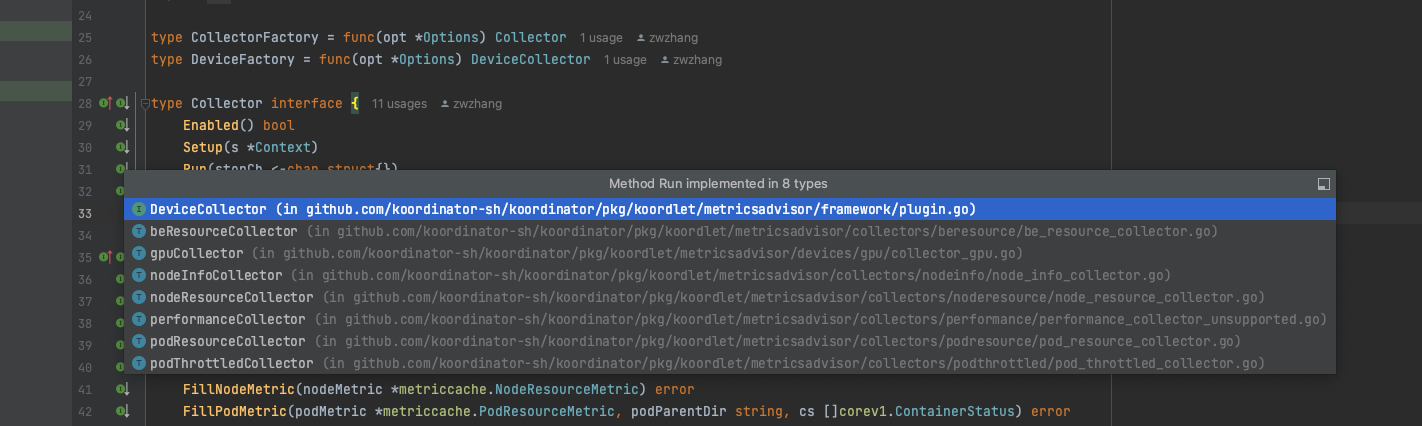 24
25 type CollectorFactory = func(opt *Options) Collector 1 usage zwzhang
26 type DeviceFactory = func(opt *Options) DeviceCollector 1 usage zwzhang
27
28 type Collector interface { 11 usages zwzhang
29 Enabled() bool
30 Setup(s *Context)
31 Run(stopCh <-chan struct{})
Method Run implemented in 8 types
32
33 DeviceCollector (in github.com/koordinator-sh/koordinator/pkg/koordlet/metricsadvisor/framework/plugin.go)
34 beResourceCollector (in github.com/koordinator-sh/koordinator/pkg/koordlet/metricsadvisor/collectors/beresource/be_resource_collector.go)
35 gpuCollector (in github.com/koordinator-sh/koordinator/pkg/koordlet/metricsadvisor/devices/gpu/collector_gpu.go)
36 nodeInfoCollector (in github.com/koordinator-sh/koordinator/pkg/koordlet/metricsadvisor/collectors/nodeinfo/node_info_collector.go)
37 nodeResourceCollector (in github.com/koordinator-sh/koordinator/pkg/koordlet/metricsadvisor/collectors/noderesource/node_resource_collector.go)
38 performanceCollector (in github.com/koordinator-sh/koordinator/pkg/koordlet/metricsadvisor/collectors/performance/performance_collector_unsupported.go)
39 podResourceCollector (in github.com/koordinator-sh/koordinator/pkg/koordlet/metricsadvisor/collectors/podresource/pod_resource_collector.go)
40 podThrottledCollector (in github.com/koordinator-sh/koordinator/pkg/koordlet/metricsadvisor/collectors/podthrottled/pod_throttled_collector.go)
41 FillNodeMetric(nodeMetric *metriccache.NodeResourceMetric) error
42 FillPodMetric(podMetric *metriccache.PodResourceMetric, podParentDir string, cs []corev1.ContainerStatus) error